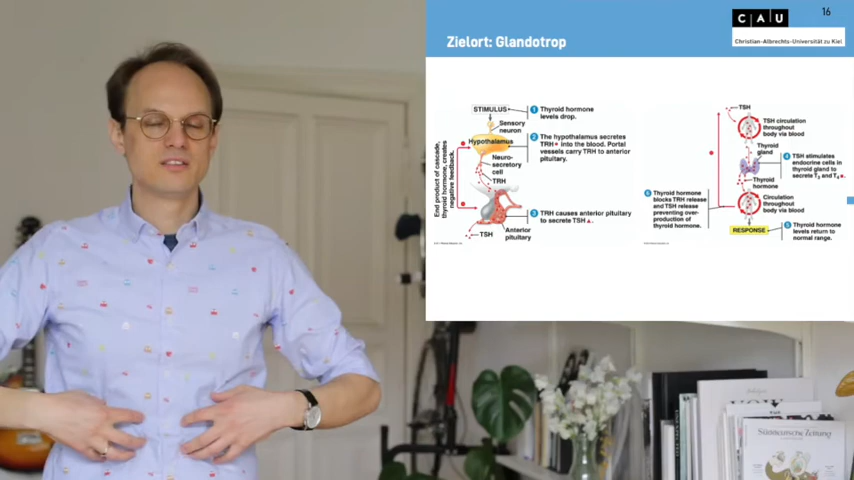 16
Zielort: Glandotrop
C A U
Christian-Albrechts-Universität zu Kiel
STIMULUS
1 Thyroid hormone
levels drop.
Sensory
neuron
Hypothalamus
2 The hypothalamus secretes
TRH into the blood. Portal
vessels carry TRH to anterior
pituitary.
Neuro-
secretory
cell
TRH
End product of cascade,
thyroid hormone, creates
negative feedback.
3 TRH causes anterior pituitary
to secrete TSH ▲.
TSH
Anterior
pituitary
TSH
TSH circulation
throughout
body via blood
Thyroid
gland
4 TSH stimulates
endocrine cells in
thyroid gland to
secrete T3 and T4
Thyroid
hormone
6 Thyroid hormone
blocks TRH release
and TSH release
preventing over-
production of
thyroid hormone.
Circulation
throughout
body via blood
RESPONSE
5 Thyroid hormone
levels return to
normal range.
Süddeutsche Zeitung